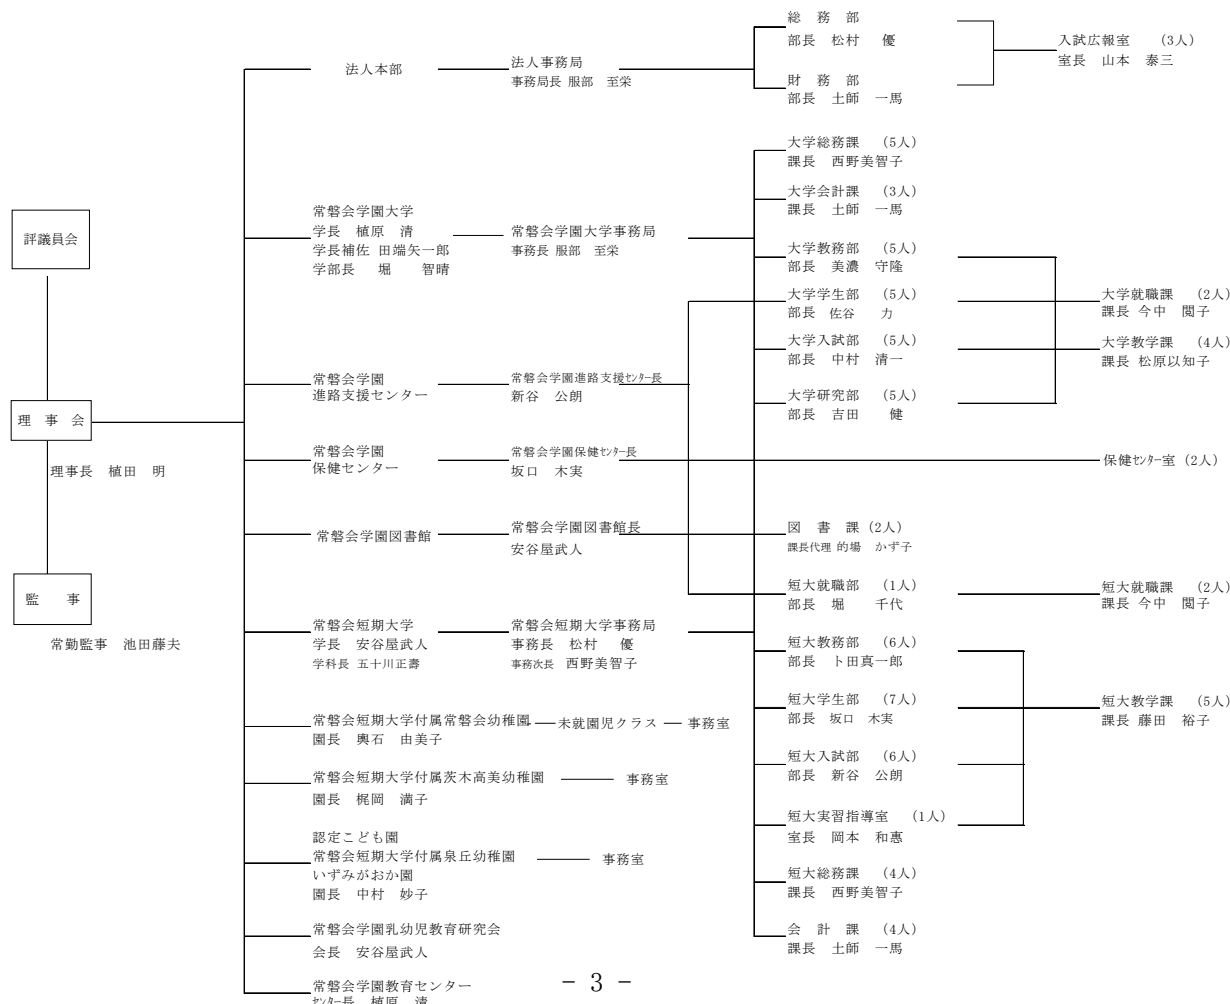 評議員会
理 事 会
理事長 植田 明
監 事
常勤監事 池田藤夫
法人本部
法人事務局
事務局長 服部 至栄
総 務 部
部長 松村 優
財 務 部
部長 土師 一馬
入試広報室 (3人)
室長 山本 泰三
常磐会学園大学
学長 植原 清
学長補佐 田端矢一郎
学部長 堀 智晴
常磐会学園大学事務局
事務長 服部 至栄
大学総務課 (5人)
課長 西野美智子
大学会計課 (3人)
課長 土師 一馬
大学教務部 (5人)
部長 美濃 守隆
大学学生部 (5人)
部長 佐谷 力
大学入試部 (5人)
部長 中村 清一
大学研究部 (5人)
部長 吉田 健
大学就職課 (2人)
課長 今中 閲子
大学教学課 (4人)
課長 松原以知子
常磐会学園
進路支援センター
常磐会学園進路支援センター長
新谷 公朗
常磐会学園
保健センター
常磐会学園保健センター長
坂口 木実
保健センター室 (2人)
常磐会学園図書館
常磐会学園図書館長
安谷屋武人
図 書 課 (2人)
課長代理 的場 かず子
常磐会短期大学
学長 安谷屋武人
学科長 五十川正壽
常磐会短期大学事務局
事務長 松村 優
事務次長 西野美智子
短大就職部 (1人)
部長 堀 千代
短大就職課 (2人)
課長 今中 閲子
短大教務部 (6人)
部長 卜田真一郎
短大学生部 (7人)
部長 坂口 木実
短大入試部 (6人)
部長 新谷 公朗
短大実習指導室 (1人)
室長 岡本 和惠
短大教学課 (5人)
課長 藤田 裕子
短大総務課 (4人)
課長 西野美智子
会 計 課 (4人)
課長 土師 一馬
常磐会短期大学付属常磐会幼稚園 未就園児クラス 事務室
園長 輿石 由美子
常磐会短期大学付属茨木高美幼稚園 事務室
園長 梶岡 満子
認定こども園
常磐会短期大学付属泉丘幼稚園 事務室
いずみがおか園
園長 中村 妙子
常磐会学園乳幼児教育研究会
会長 安谷屋武人
常磐会学園教育センター
センター長 植原 清
- 3 -